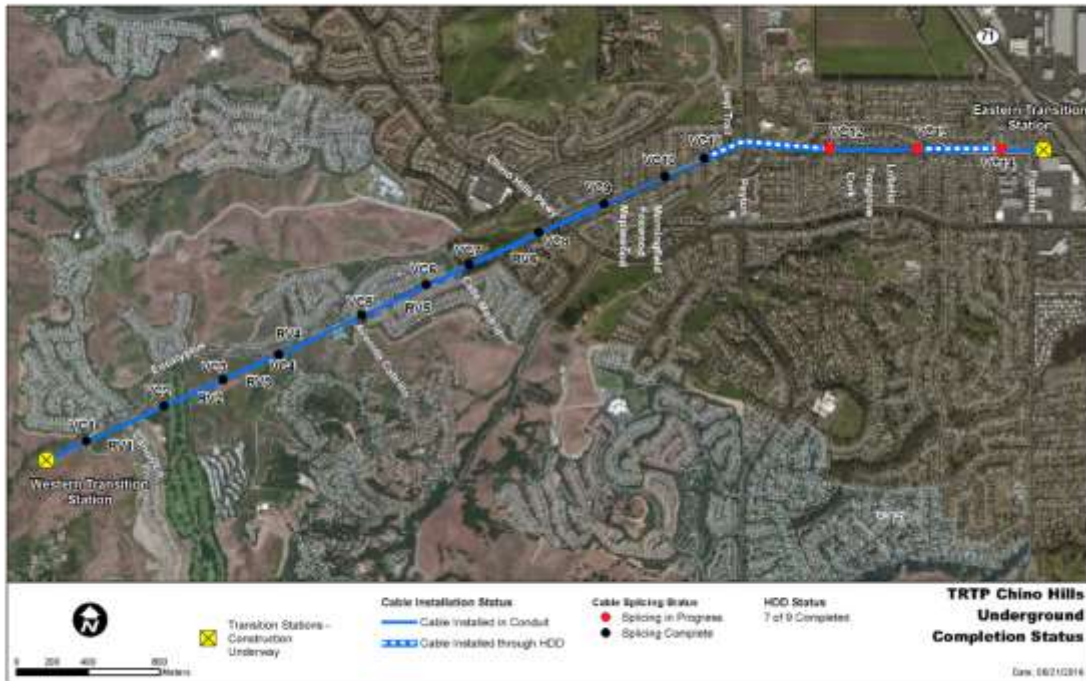 71
Eastern Transition
Station
VC12
VC13
VC14
VC11
VC10
Chino Hills Pkwy
VC9
VC8
RV6
VC7
VC6
RV5
VC5
RV4
VC4
VC3
RV3
RV2
VC2
VC1
RV1
Western Transition
Station
N
0 200 400 800
Meters
Transition Stations -
Construction
Underway
Cable Installation Status
Cable Installed in Conduit
Cable Installed through HDD
Cable Splicing Status
Splicing in Progress
Splicing Complete
HDD Status
7 of 9 Completed
TRTP Chino Hills
Underground
Completion Status